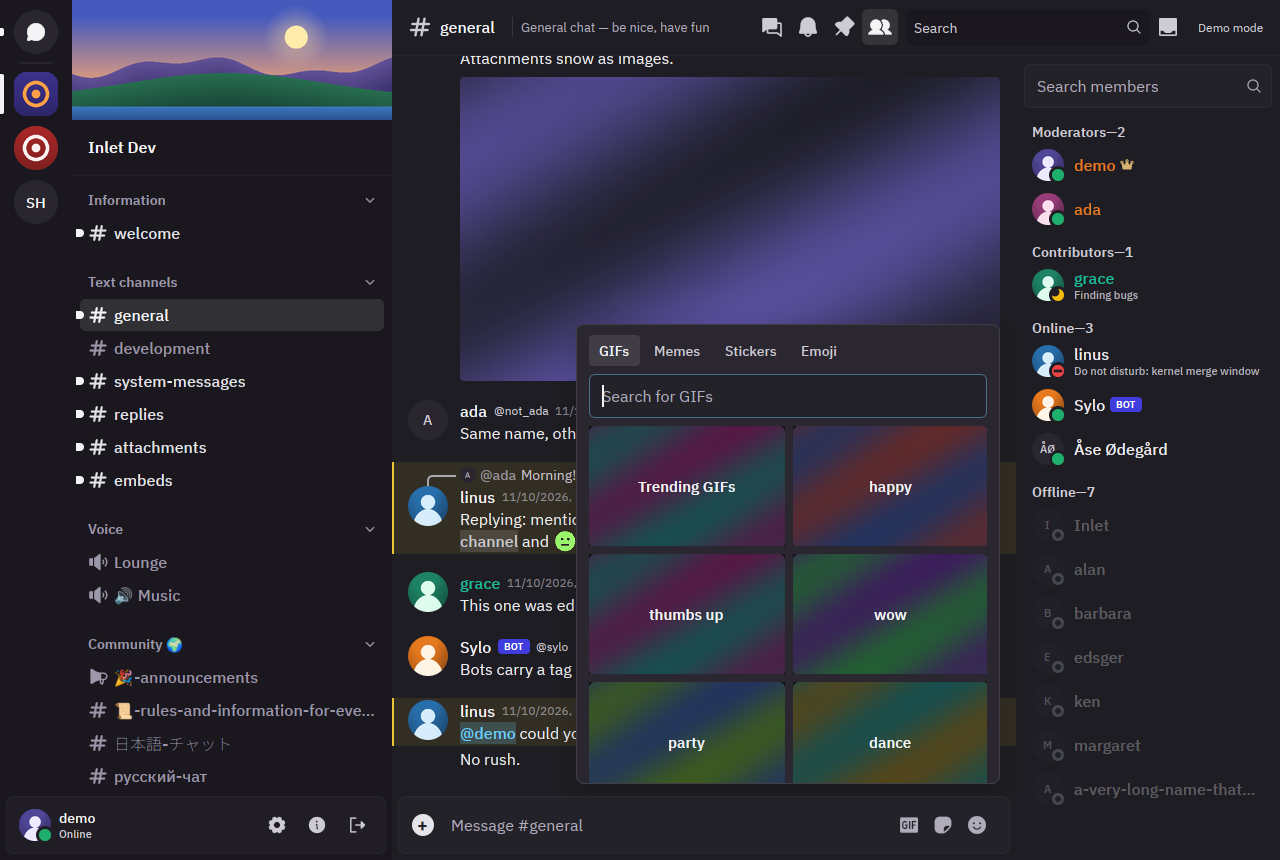 SH
Inlet Dev
Information
welcome
Text channels
general
development
system-messages
replies
attachments
embeds
Voice
Lounge
🔊 Music
Community 🌍
🎉-announcements
📜-rules-and-information-for-eve...
日本語-チャット
русский-чат
demo
Online
general
General chat — be nice, have fun
Search
Demo mode
Attachments show as images.
A
ada @not_ada 11/
Same name, oth
A @ada Morning!
linus 11/10/2026,
Replying: mentio
channel and
grace 11/10/2026,
This one was ed
Sylo BOT @sylo
Bots carry a tag
linus 11/10/2026,
@demo could yo
No rush.
GIFs
Memes
Stickers
Emoji
Search for GIFs
Trending GIFs
happy
thumbs up
wow
party
dance
Message #general
GIF
Search members
Moderators—2
demo
ada
Contributors—1
grace
Finding bugs
Online—3
linus
Do not disturb: kernel merge window
Sylo BOT
ÅØ
Åse Ødegård
Offline—7
I
Inlet
A
alan
B
barbara
E
edsger
K
ken
M
margaret
A
a-very-long-name-that...